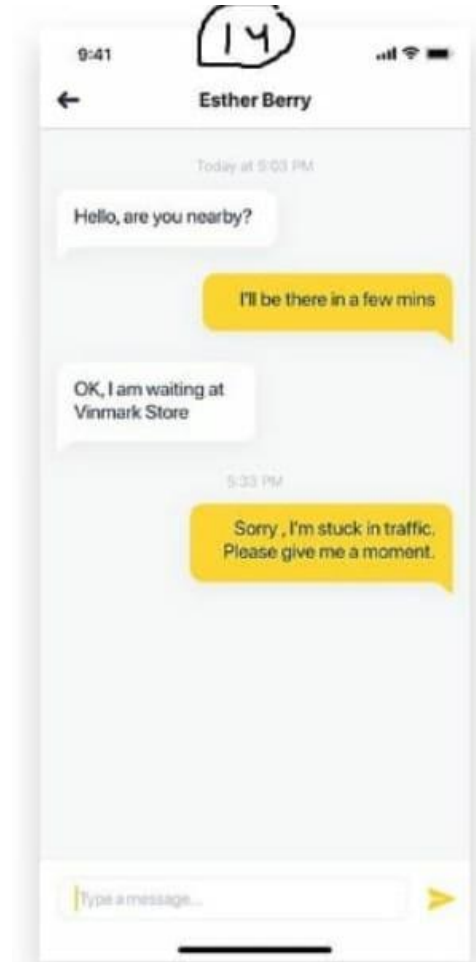 14
9:41
Esther Berry
Today at 5:03 PM
Hello, are you nearby?
I'll be there in a few mins
OK, I am waiting at
Vinmark Store
5:33 PM
Sorry , I'm stuck in traffic.
Please give me a moment.
Type a message...